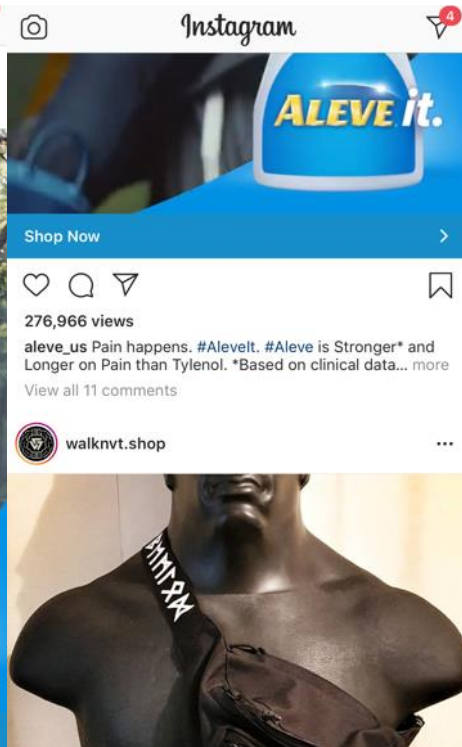 Instagram
4
ALEVE it.
Shop Now
276,966 views
aleve_us Pain happens. #AleveIt. #Aleve is Stronger* and
Longer on Pain than Tylenol. *Based on clinical data... more
View all 11 comments
walknvt.shop